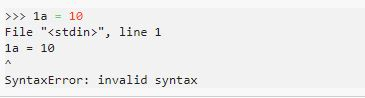 >>> 1a = 10
File "<stdin>", line 1
1a = 10
^
SyntaxError: invalid syntax